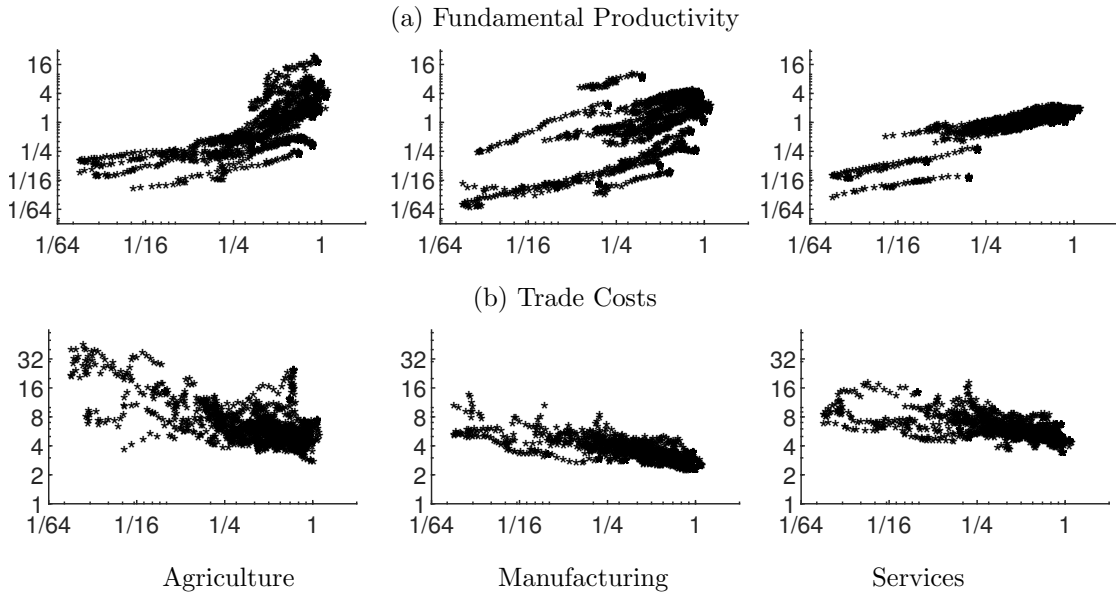 (a) Fundamental Productivity
16 16 16
4 4 4
1 1 1
1/4 1/4 1/4
1/16 1/16 1/16
1/64 1/64 1/64
1/64 1/16 1/4 1 1/64 1/16 1/4 1 1/64 1/16 1/4 1
(b) Trade Costs
32 32 32
16 16 16
8 8 8
4 4 4
2 2 2
1 1 1
1/64 1/16 1/4 1 1/64 1/16 1/4 1 1/64 1/16 1/4 1
Agriculture Manufacturing Services